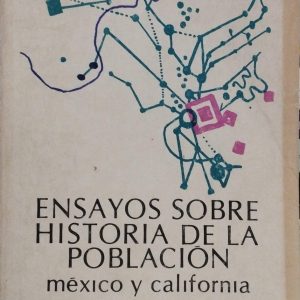 ENSAYOS SOBRE
HISTORIA DE LA
POBLACIÓN
méxico y california